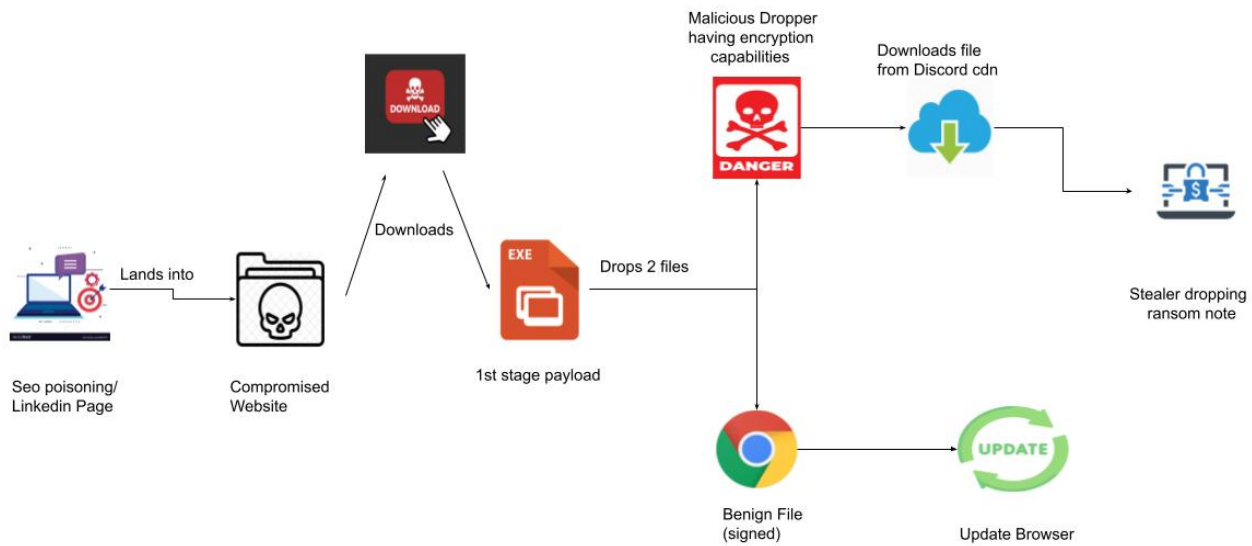 Malicious Dropper
having encryption
capabilities
Downloads file
from Discord cdn
DOWNLOAD
DANGER
Downloads
EXE
Lands into
Drops 2 files
Stealer dropping
ransom note
Seo poisoning/
Linkedin Page
Compromised
Website
1st stage payload
UPDATE
Benign File
(signed)
Update Browser